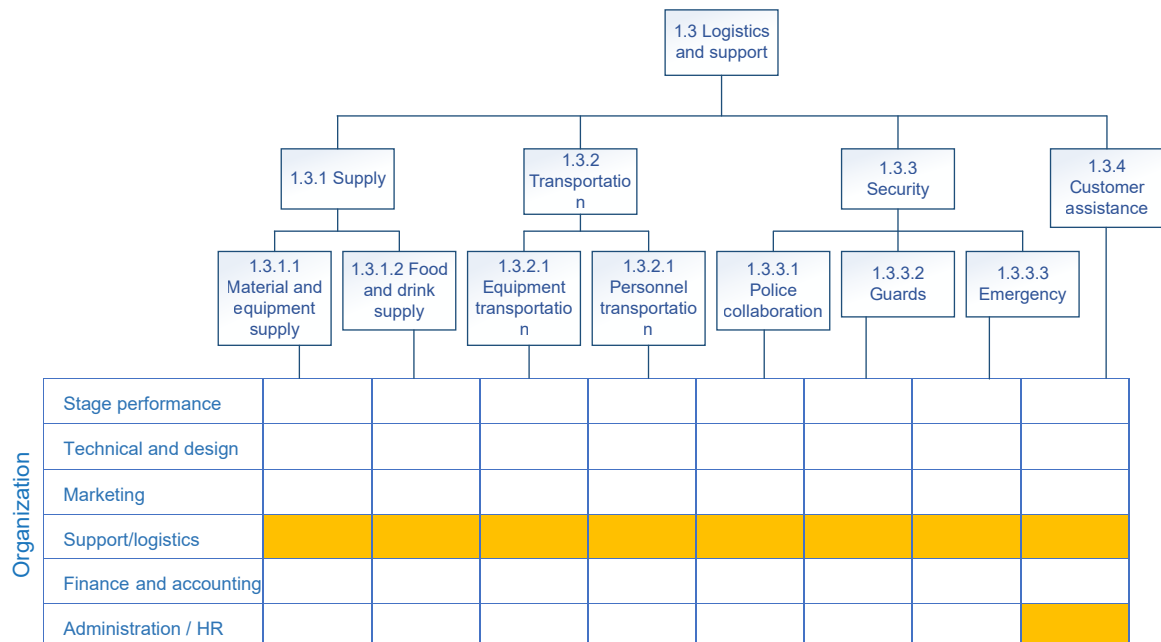 1.3 Logistics
and support
1.3.1 Supply
1.3.2
Transportatio
n
1.3.3
Security
1.3.4
Customer
assistance
1.3.1.1
Material and
equipment
supply
1.3.1.2 Food
and drink
supply
1.3.2.1
Equipment
transportatio
n
1.3.2.1
Personnel
transportatio
n
1.3.3.1
Police
collaboration
1.3.3.2
Guards
1.3.3.3
Emergency
Organization
Stage performance
Technical and design
Marketing
Support/logistics
Finance and accounting
Administration / HR